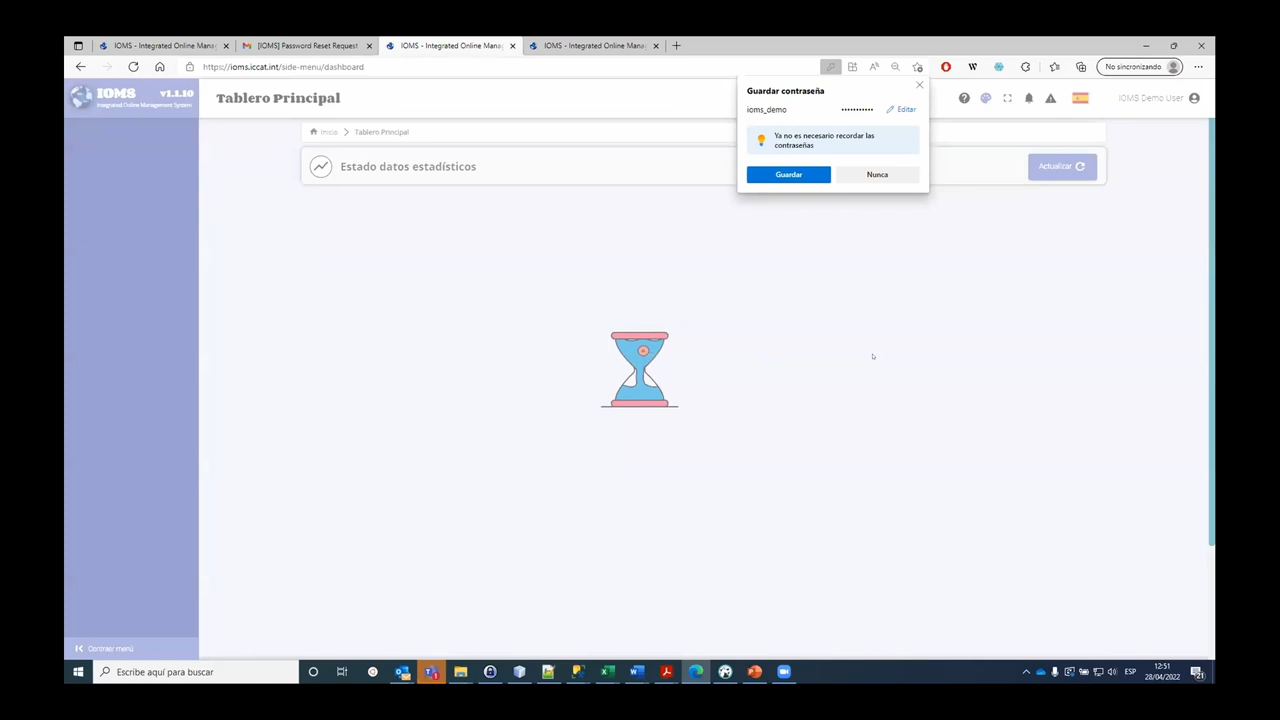 IOMS - Integrated Online Mana
[IOMS] Password Reset Request
IOMS - Integrated Online Mana
IOMS - Integrated Online Mana
https://ioms.iccat.int/side-menu/dashboard
No sincronizando
IOMS v1.1.10
Integrated Online Management System
Tablero Principal
IOMS Demo User
Guardar contraseña
ioms_demo
•••••••••••
Editar
Ya no es necesario recordar las
contraseñas
Guardar
Nunca
Inicio
Tablero Principal
Estado datos estadísticos
Actualizar
Contraer menú
Escribe aquí para buscar
ESP
12:51
28/04/2022
21